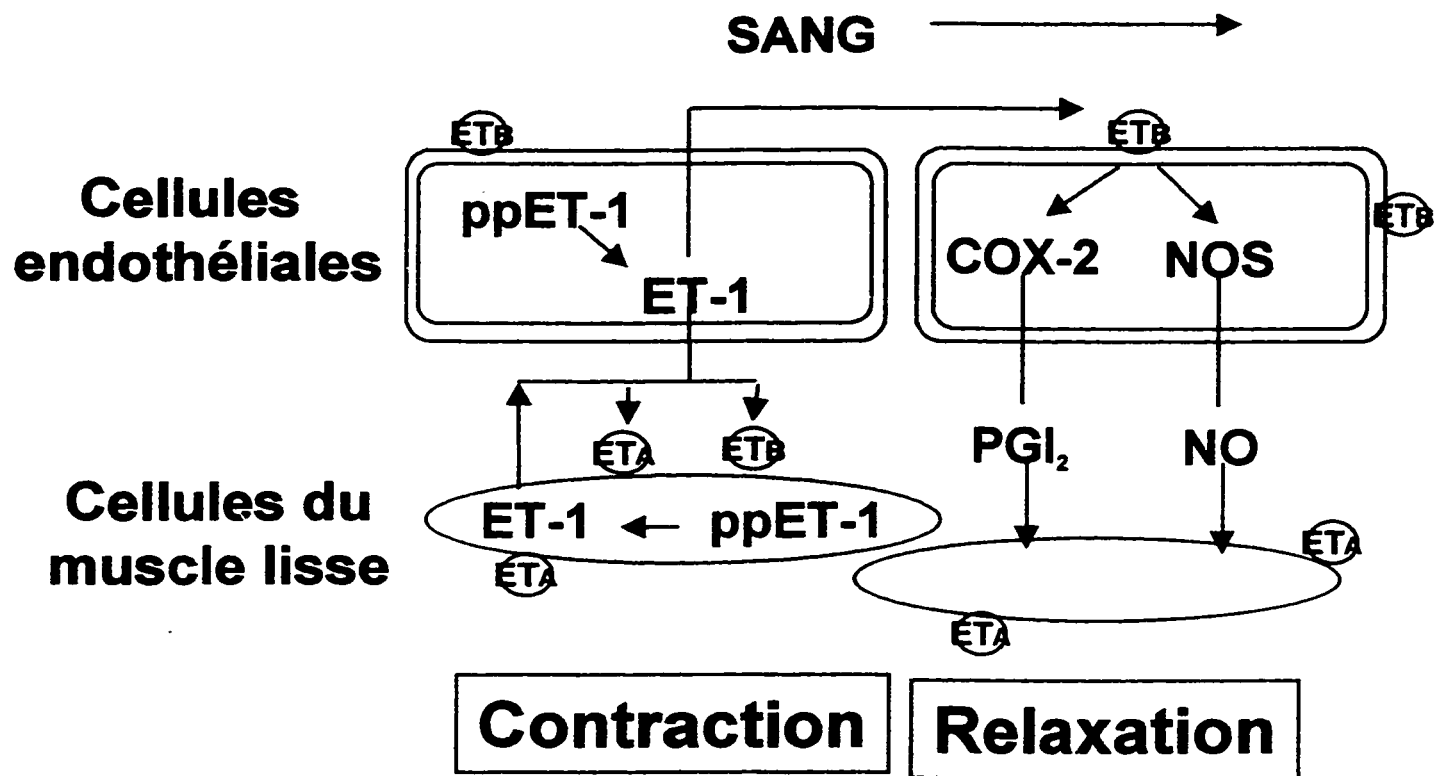 SANG
ETB
ETB
Cellules
endothéliales
ppET-1
ET-1
COX-2 NOS
ETB
ETA
ETB
PGI₂
NO
Cellules du
muscle lisse
ET-1
ppET-1
ETA
ETA
ETA
Contraction
Relaxation